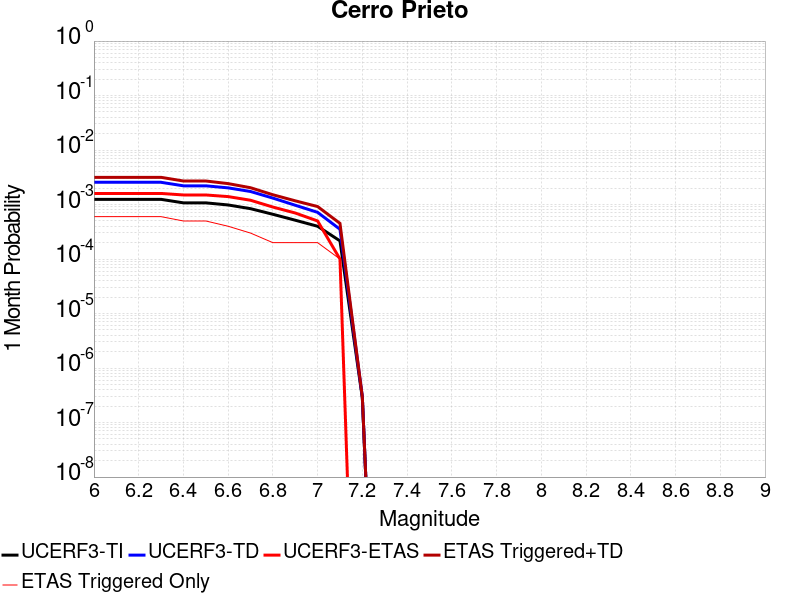 Cerro Prieto
10^0
10^-1
10^-2
10^-3
10^-4
10^-5
10^-6
10^-7
10^-8
1 Month Probability
6 6.2 6.4 6.6 6.8 7 7.2 7.4 7.6 7.8 8 8.2 8.4 8.6 8.8 9
Magnitude
UCERF3-TI UCERF3-TD UCERF3-ETAS ETAS Triggered+TD
ETAS Triggered Only